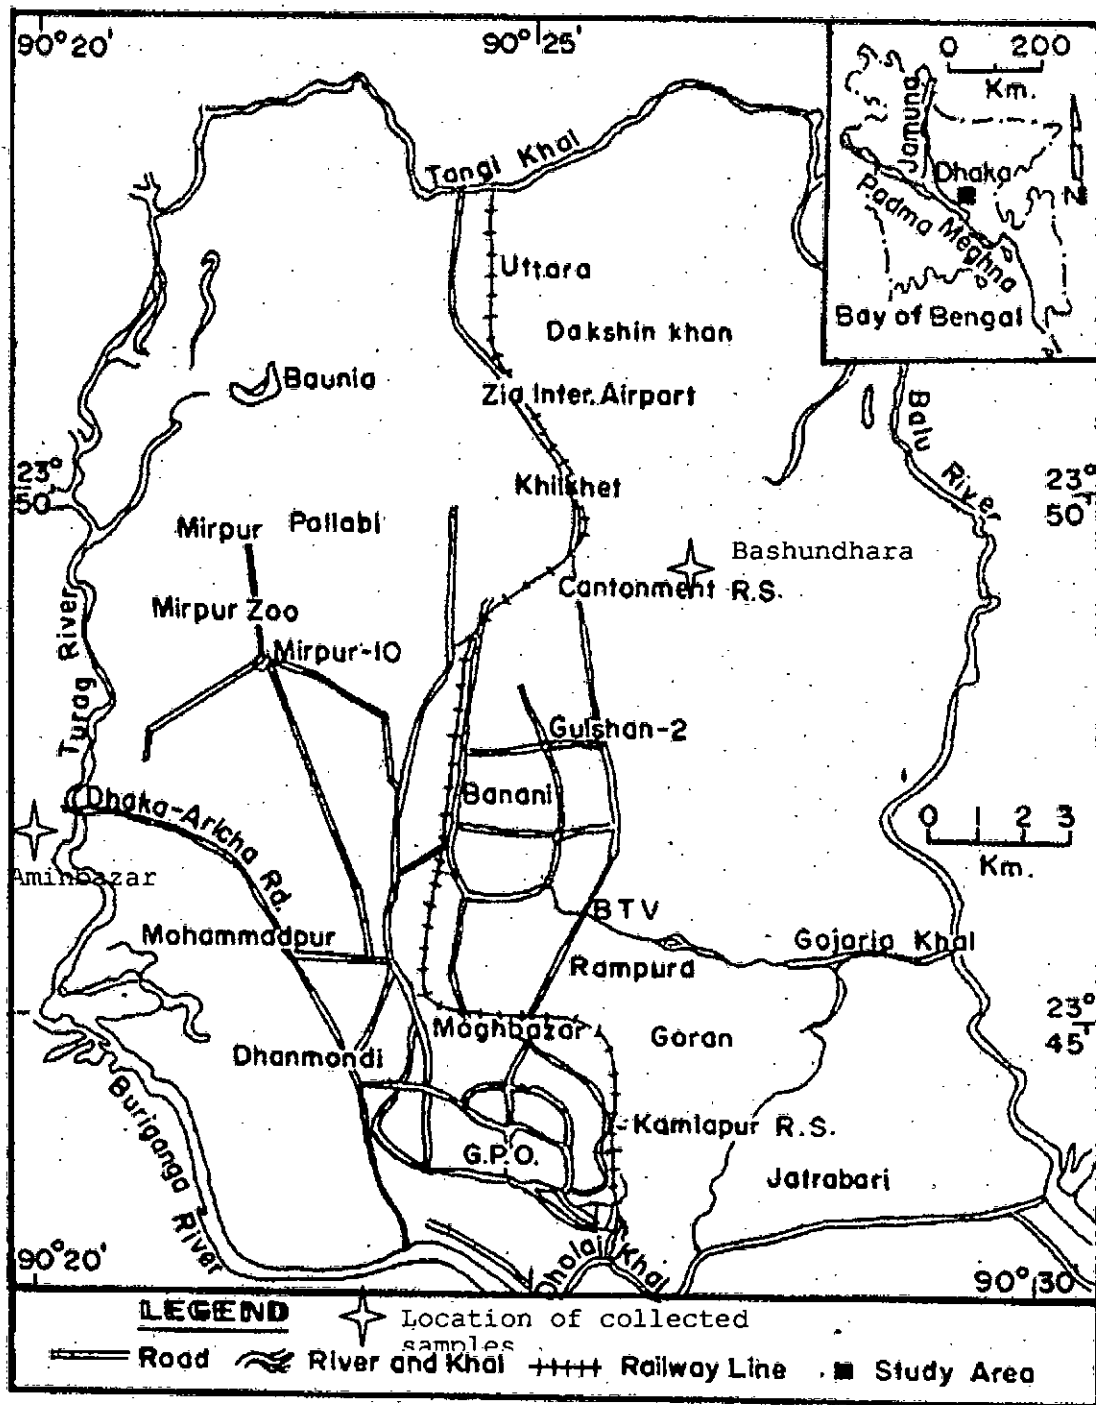 90°20'
90°25'
0 200
Km.
Jamuna
Dhaka
Padma
Meghna
N
Bay of Bengal
Tangi Khal
Uttara
Dakshin khan
Baunia
Zia Inter. Airpart
Balu River
23°
50'
Khilkhet
23°
50'
Mirpur
Pallabi
Bashundhara
Cantonment R.S.
Mirpur Zoo
Mirpur-10
Turag River
Gulshan-2
Banani
Dhaka-Aricha Rd.
0 1 2 3
Km.
Aminbazar
BTV
Mohammadpur
Gojaria Khal
Rampura
Moghbazar
Goran
23°
45'
Dhanmondi
Buriganga River
Kamlapur R.S.
G.P.O.
Jatrabari
90°20'
Dholai Khal
90°30'
LEGEND
Location of collected
samples
Road
River and Khal
Railway Line
Study Area